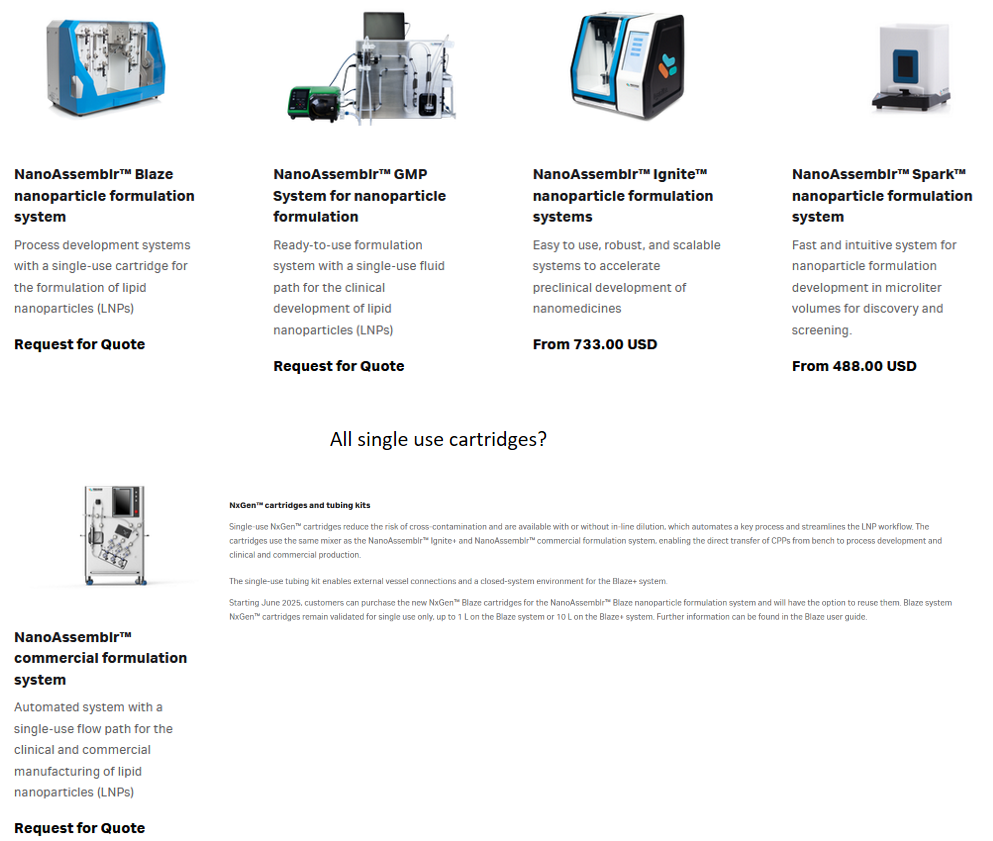 NanoAssemblr™ Blaze
nanoparticle formulation
system
Process development systems
with a single-use cartridge for
the formulation of lipid
nanoparticles (LNPs)
Request for Quote
NanoAssemblr™ GMP
System for nanoparticle
formulation
Ready-to-use formulation
system with a single-use fluid
path for the clinical
development of lipid
nanoparticles (LNPs)
Request for Quote
NanoAssemblr™ Ignite™
nanoparticle formulation
systems
Easy to use, robust, and scalable
systems to accelerate
preclinical development of
nanomedicines
From 733.00 USD
NanoAssemblr™ Spark™
nanoparticle formulation
system
Fast and intuitive system for
nanoparticle formulation
development in microliter
volumes for discovery and
screening.
From 488.00 USD
All single use cartridges?
NanoAssemblr™
commercial formulation
system
Automated system with a
single-use flow path for the
clinical and commercial
manufacturing of lipid
nanoparticles (LNPs)
Request for Quote
NxGen™ cartridges and tubing kits
Single-use NxGen™ cartridges reduce the risk of cross-contamination and are available with or without in-line dilution, which automates a key process and streamlines the LNP workflow. The
cartridges use the same mixer as the NanoAssemblr™ Ignite+ and NanoAssemblr™ commercial formulation system, enabling the direct transfer of CPPs from bench to process development and
clinical and commercial production.
The single-use tubing kit enables external vessel connections and a closed-system environment for the Blaze+ system.
Starting June 2025, customers can purchase the new NxGen™ Blaze cartridges for the NanoAssemblr™ Blaze nanoparticle formulation system and will have the option to reuse them. Blaze system
NxGen™ cartridges remain validated for single use only, up to 1 L on the Blaze system or 10 L on the Blaze+ system. Further information can be found in the Blaze user guide.